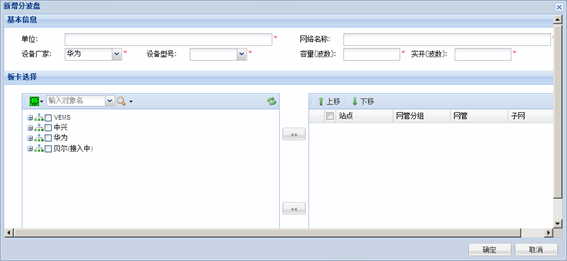 新增分波盘
基本信息
单位: * 网络名称: *
设备厂家: 华为 * 设备型号: * 容量(波数): * 实开(波数): *
板卡选择
输入对象名 上移 下移
站点 网管分组 网管 子网
VEMS
中兴
华为
贝尔(接入中)
>>
<<
确定 取消